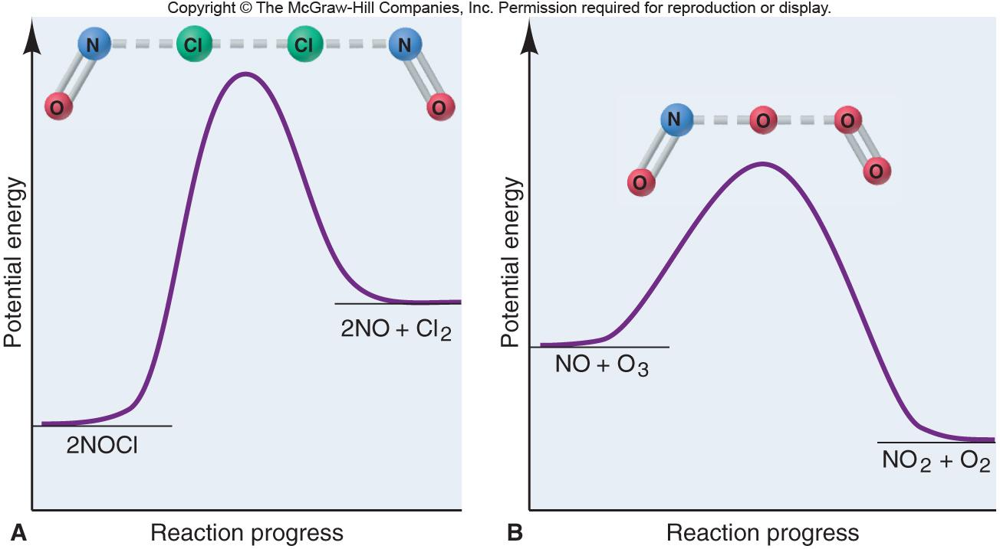 Copyright © The McGraw-Hill Companies, Inc. Permission required for reproduction or display.
N Cl Cl N
O O
Potential energy
2NO + Cl2
2NOCl
A Reaction progress
N O O
O O
Potential energy
NO + O3
NO2 + O2
B Reaction progress